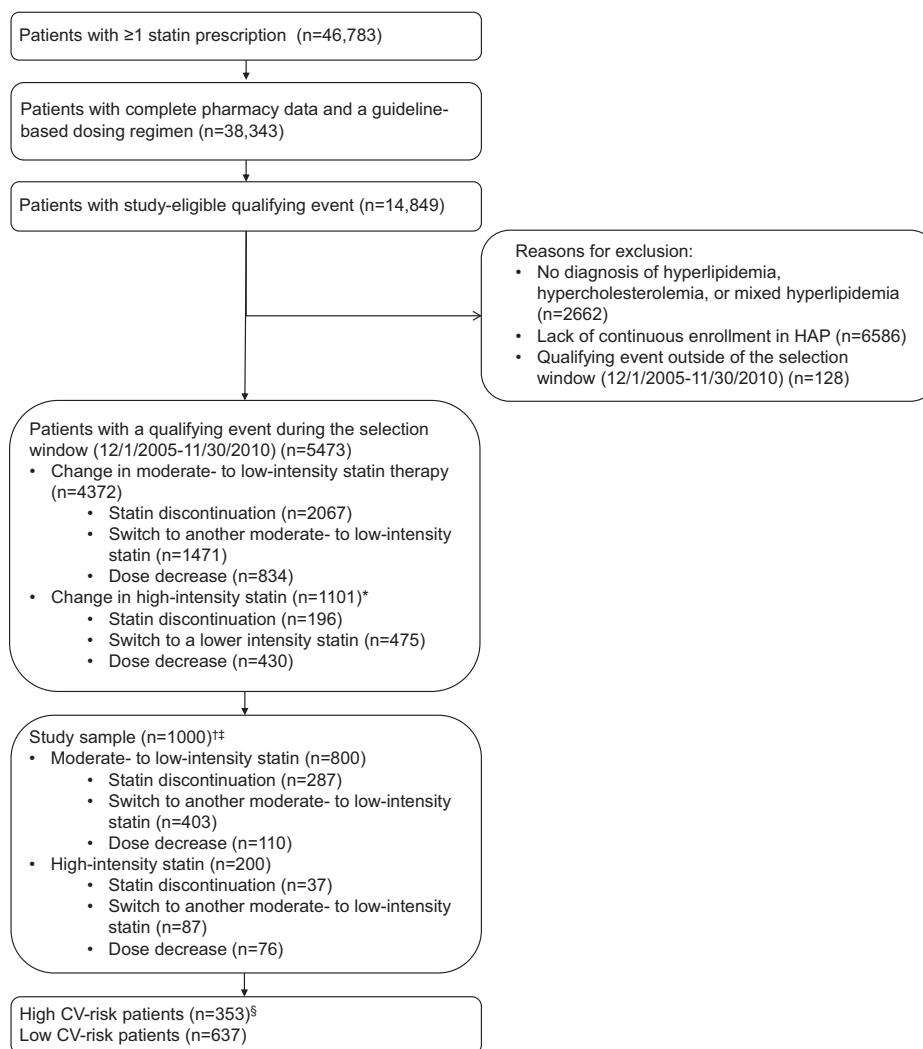 Patients with ≥1 statin prescription (n=46,783)
Patients with complete pharmacy data and a guideline-
based dosing regimen (n=38,343)
Patients with study-eligible qualifying event (n=14,849)
Reasons for exclusion:
• No diagnosis of hyperlipidemia,
hypercholesterolemia, or mixed hyperlipidemia
(n=2662)
• Lack of continuous enrollment in HAP (n=6586)
• Qualifying event outside of the selection
window (12/1/2005-11/30/2010) (n=128)
Patients with a qualifying event during the selection
window (12/1/2005-11/30/2010) (n=5473)
• Change in moderate- to low-intensity statin therapy
(n=4372)
• Statin discontinuation (n=2067)
• Switch to another moderate- to low-intensity
statin (n=1471)
• Dose decrease (n=834)
• Change in high-intensity statin (n=1101)*
• Statin discontinuation (n=196)
• Switch to a lower intensity statin (n=475)
• Dose decrease (n=430)
Study sample (n=1000)†‡
• Moderate- to low-intensity statin (n=800)
• Statin discontinuation (n=287)
• Switch to another moderate- to low-intensity
statin (n=403)
• Dose decrease (n=110)
• High-intensity statin (n=200)
• Statin discontinuation (n=37)
• Switch to another moderate- to low-intensity
statin (n=87)
• Dose decrease (n=76)
High CV-risk patients (n=353)§
Low CV-risk patients (n=637)